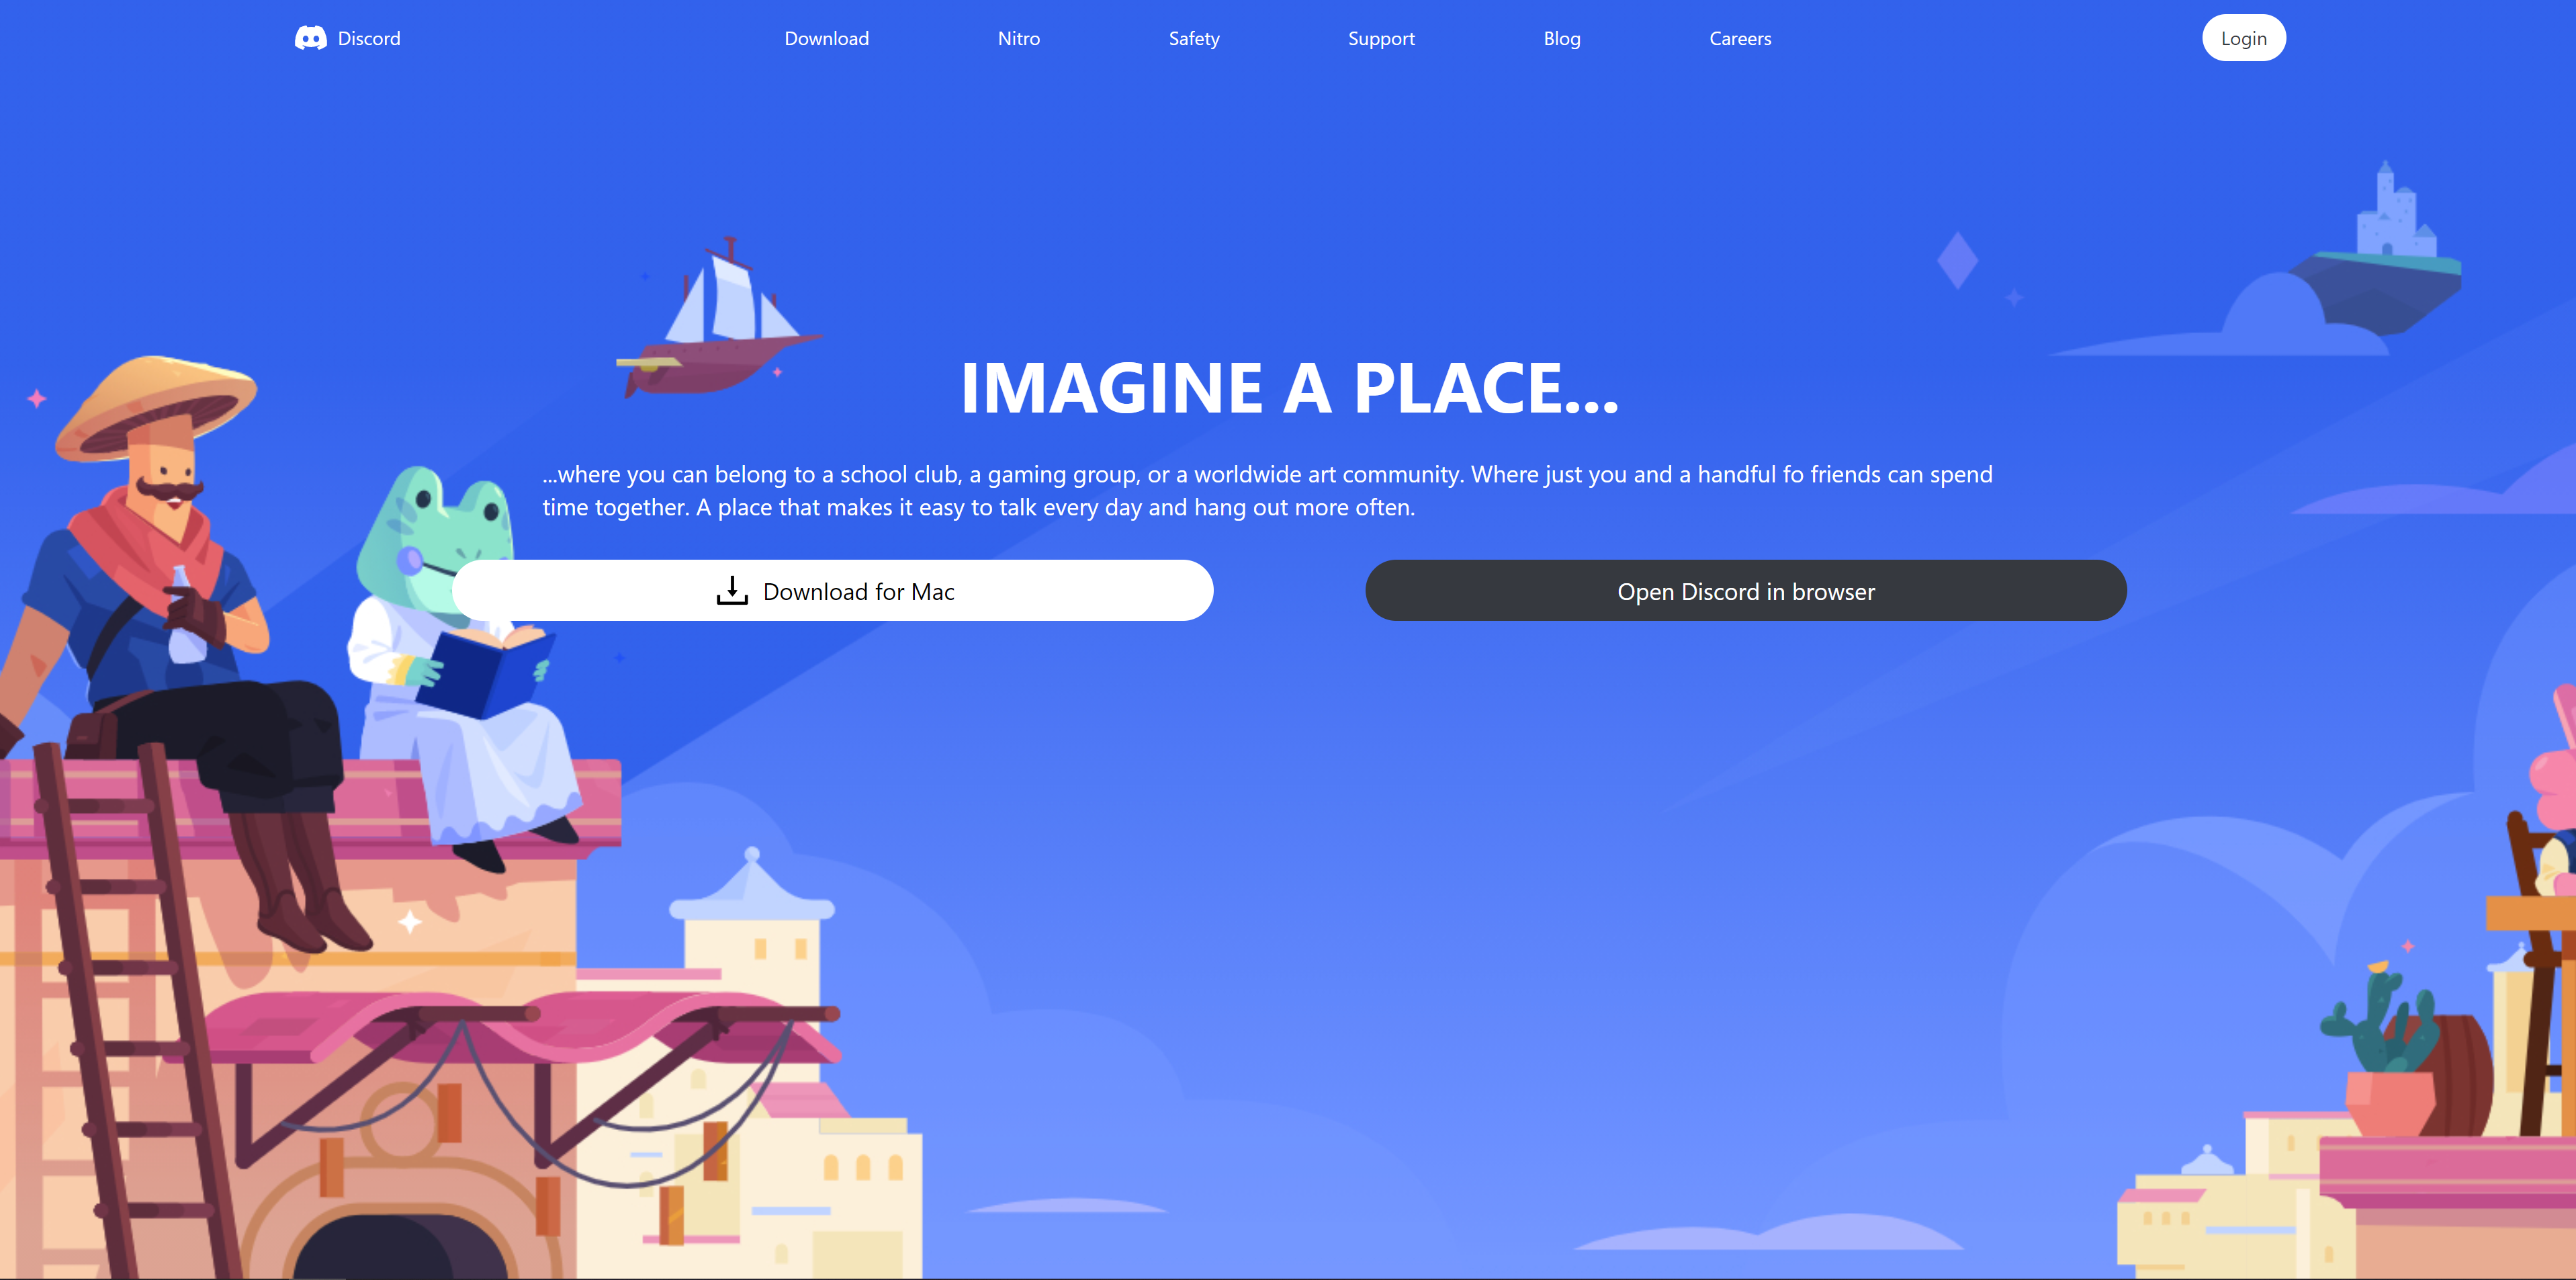 Discord Download Nitro Safety Support Blog Careers Login
IMAGINE A PLACE...
...where you can belong to a school club, a gaming group, or a worldwide art community. Where just you and a handful fo friends can spend
time together. A place that makes it easy to talk every day and hang out more often.
Download for Mac Open Discord in browser